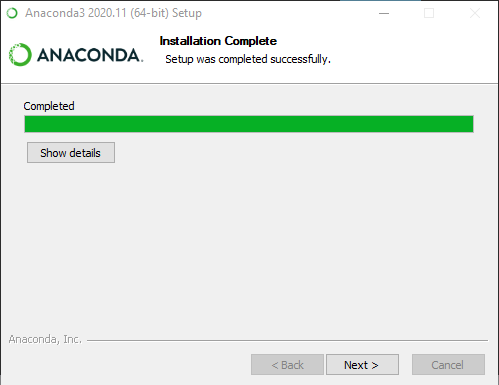 Anaconda3 2020.11 (64-bit) Setup
Installation Complete
ANACONDA.
Setup was completed successfully.
Completed
Show details
Anaconda, Inc.
< Back
Next >
Cancel